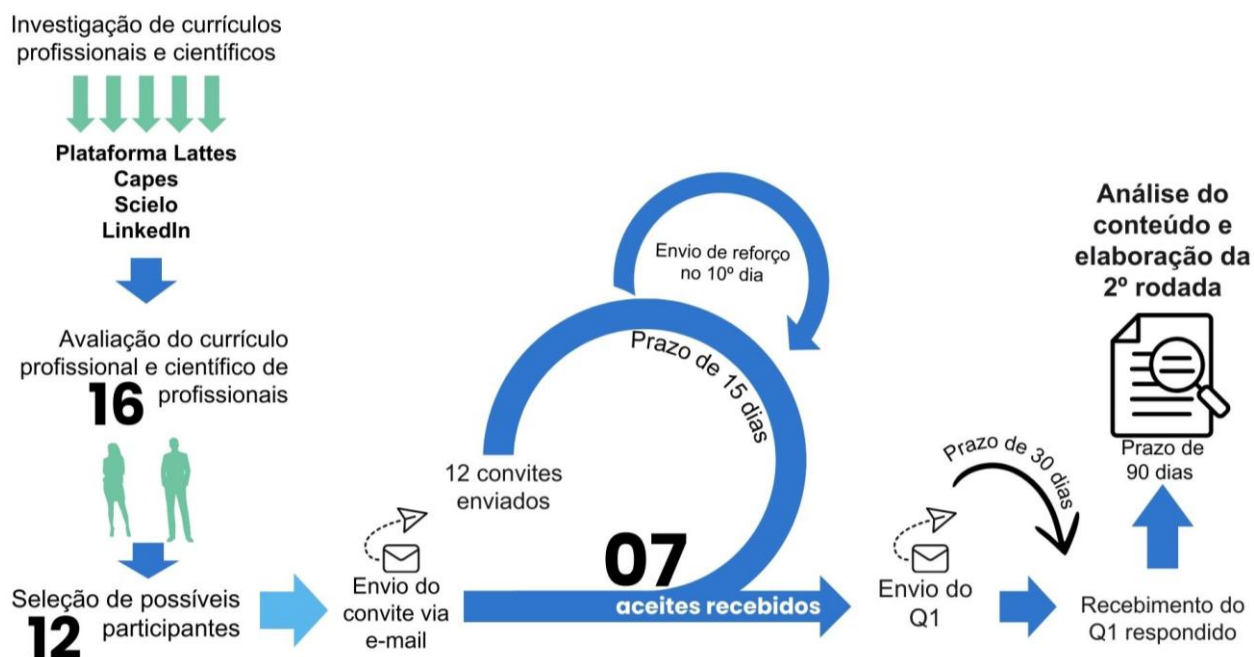 Investigação de currículos
profissionais e científicos
Plataforma Lattes
Capes
Scielo
LinkedIn
Avaliação do currículo
profissional e científico de
16 profissionais
Seleção de possíveis
12 participantes
Envio do
convite via
e-mail
12 convites
enviados
Prazo de 15 dias
Envio de reforço
no 10º dia
07
aceites recebidos
Envio do
Q1
Prazo de 30 dias
Recebimento do
Q1 respondido
Prazo de
90 dias
Análise do
conteúdo e
elaboração da
2º rodada